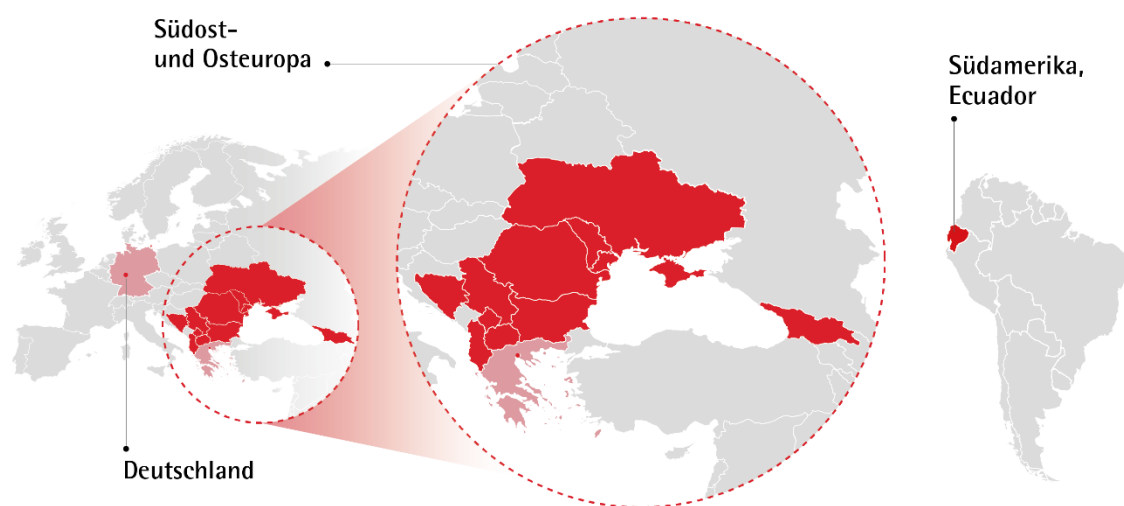 Südost-
und Osteuropa
Südamerika,
Ecuador
Deutschland